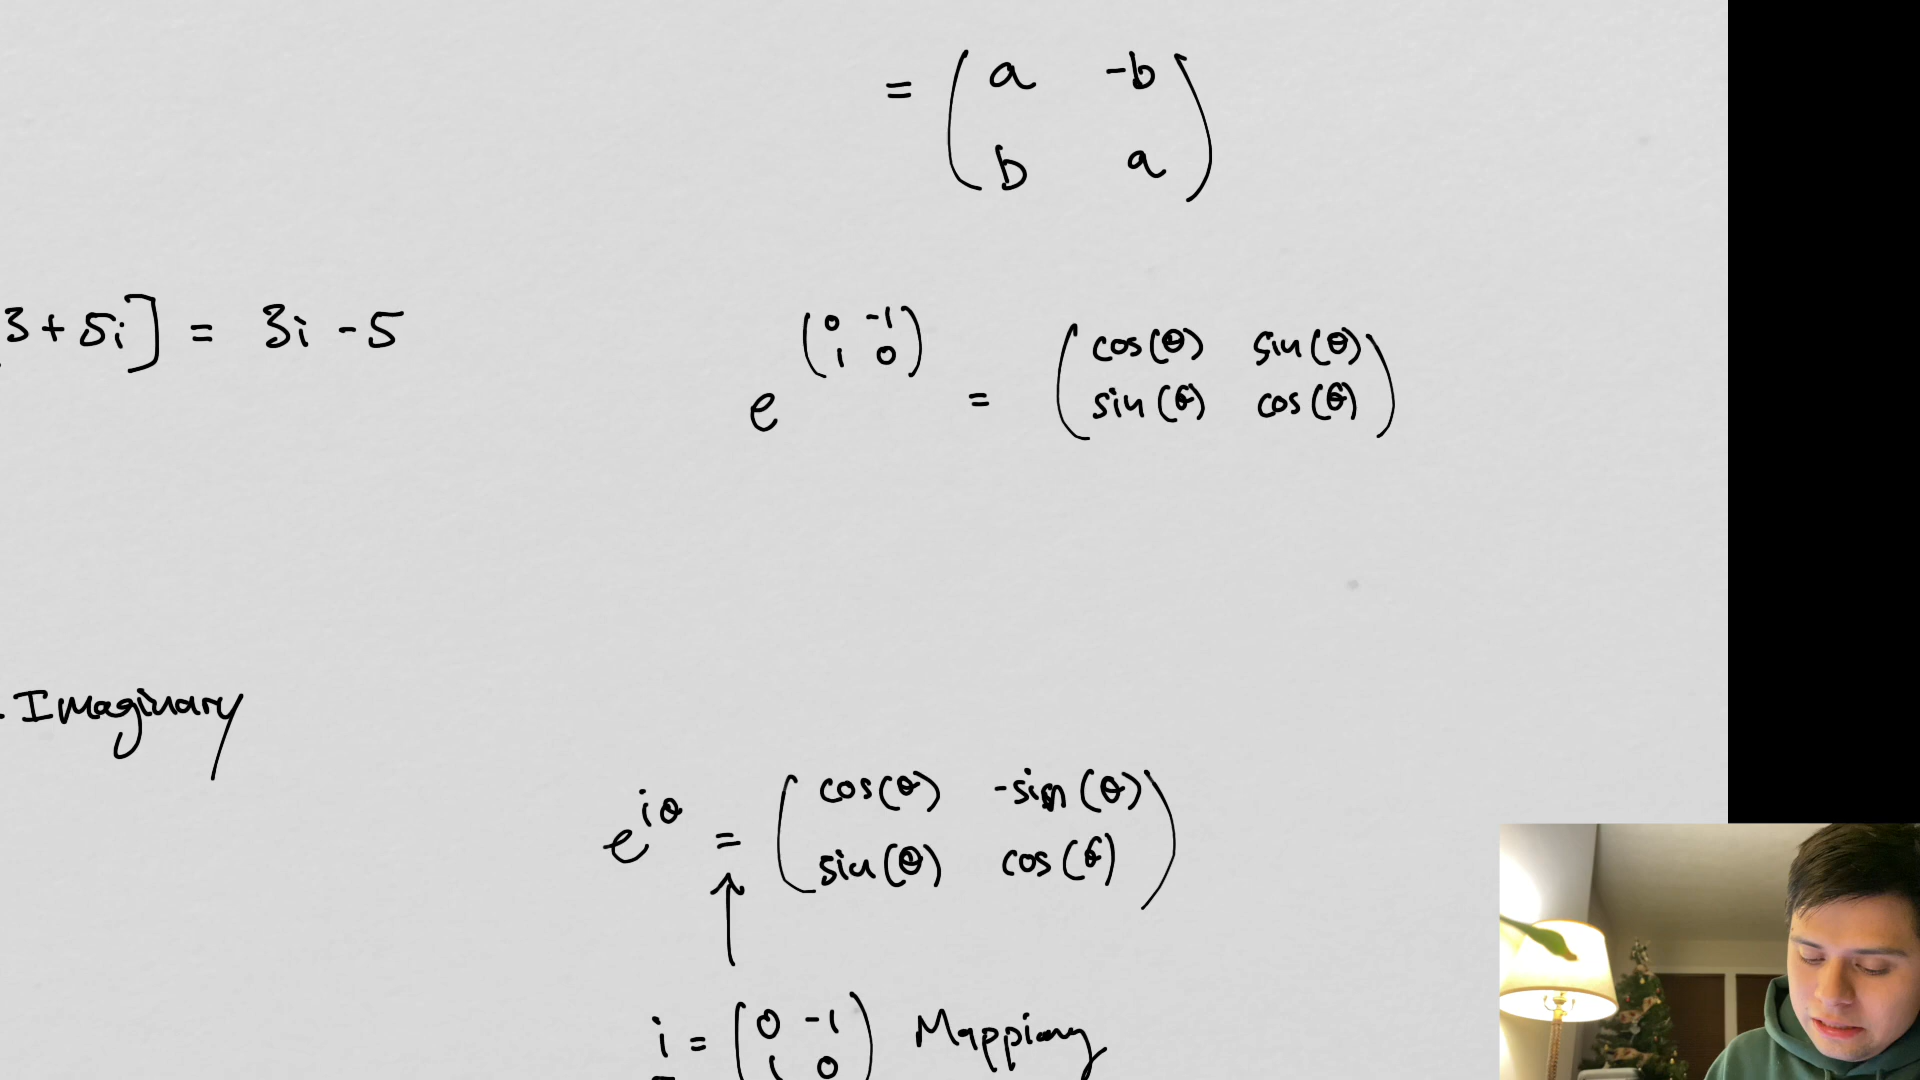 = ( a -b
b a )
3 + 5i ] = 3i - 5
e^( 0 -1
1 0 ) = ( cos(θ) sin(θ)
sin(θ) cos(θ) )
- Imaginary
e^iθ = ( cos(θ) -sin(θ)
sin(θ) cos(θ) )
↑
i = ( 0 -1
1 0 ) Mapping